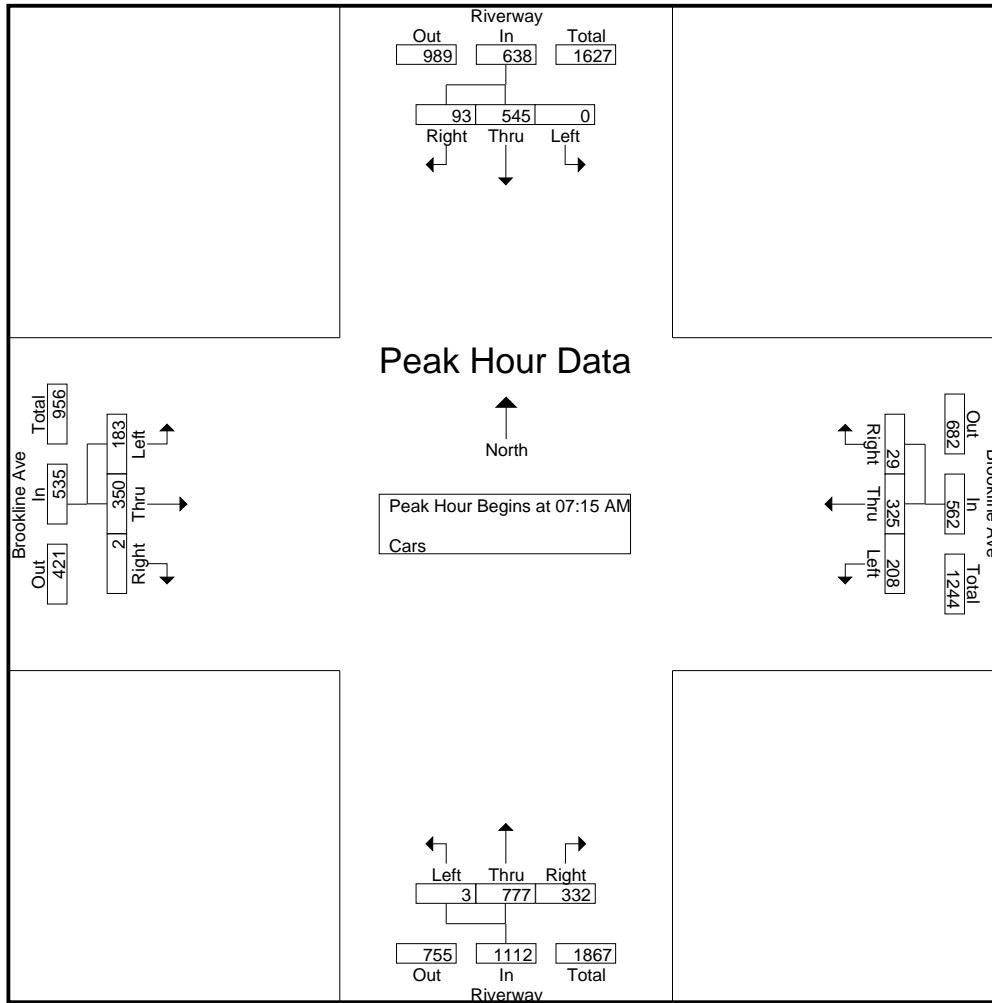 Riverway
Out In Total
989 638 1627
93 545 0
Right Thru Left
Peak Hour Data
North
Peak Hour Begins at 07:15 AM
Cars
Brookline Ave
Total In Out
956 535 421
183 350 2
Left Thru Right
Right Thru Left
29 325 208
682 562 1244
Out In Total
Brookline Ave
Left Thru Right
3 777 332
755 1112 1867
Out In Total
Riverway